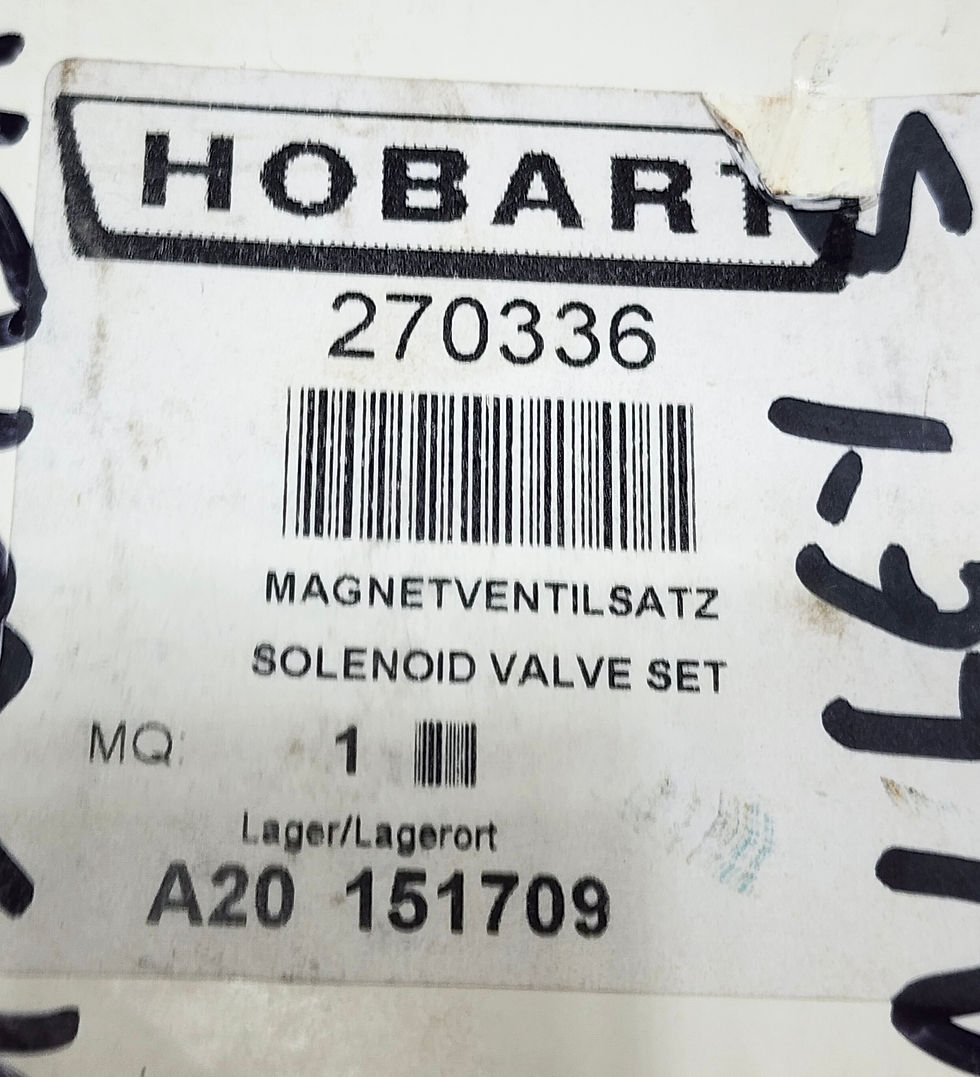 HOBART
270336
MAGNETVENTILSATZ
SOLENOID VALVE SET
MQ: 1
Lager/Lagerort
A20 151709